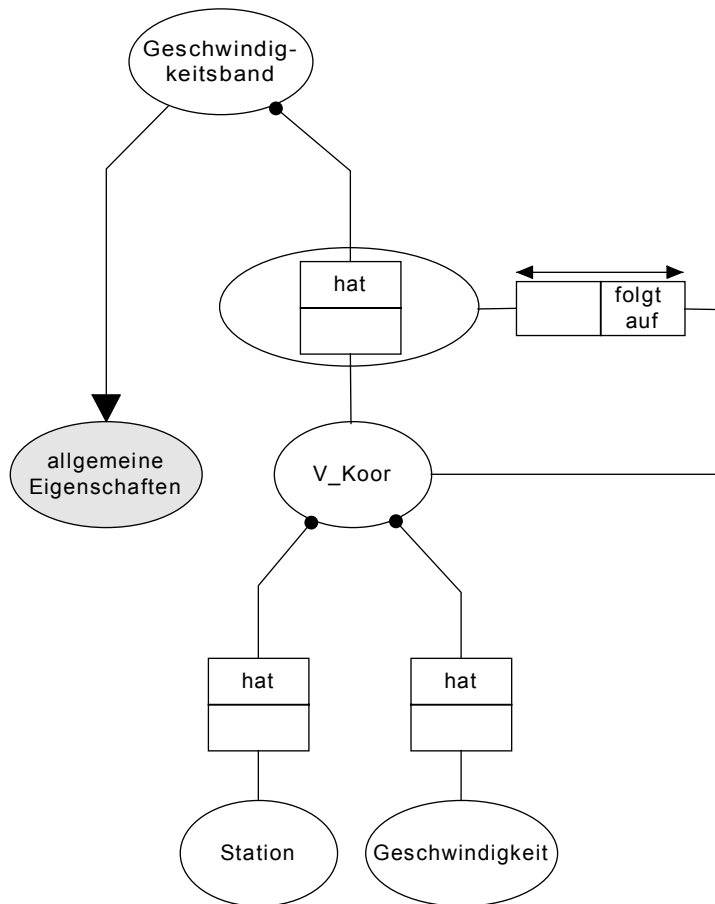 Geschwindig-
keitsband
hat
folgt
auf
allgemeine
Eigenschaften
V_Koor
hat
hat
Station
Geschwindigkeit